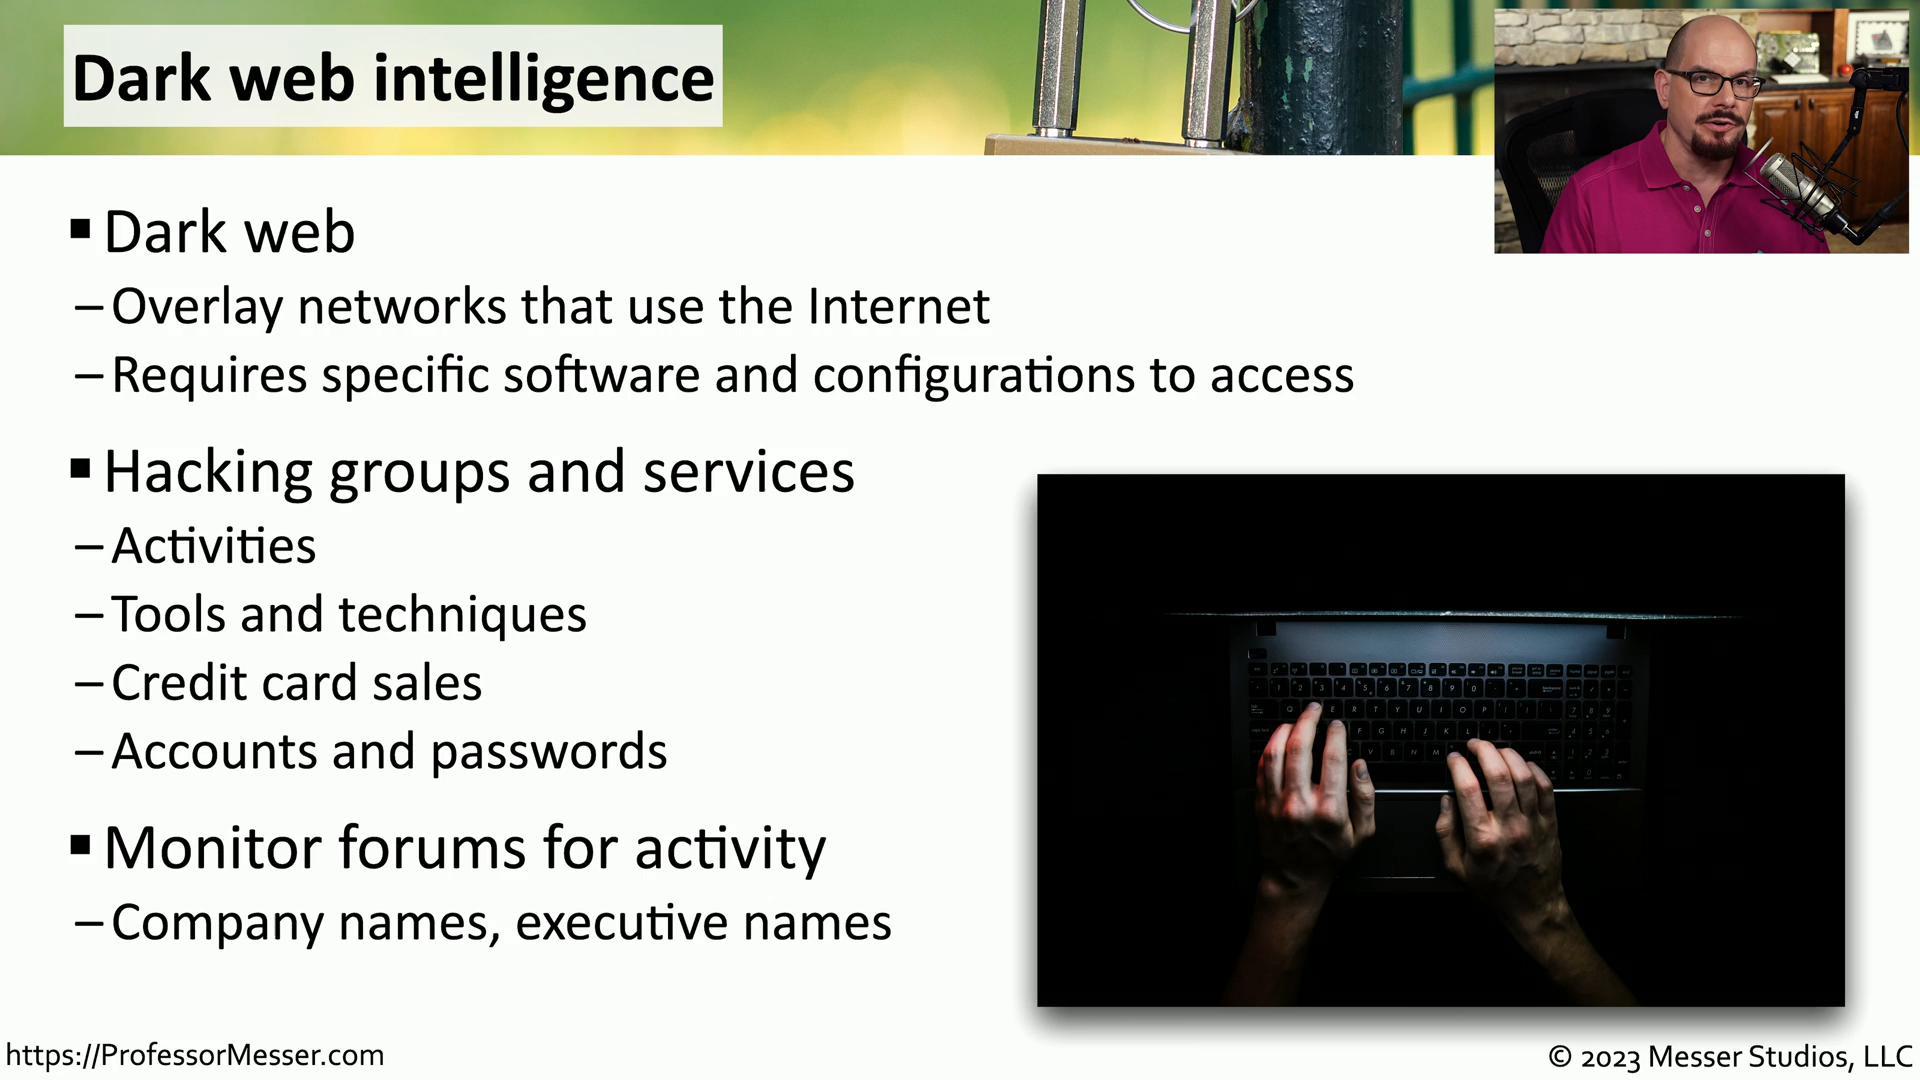 Dark web intelligence
▪ Dark web
– Overlay networks that use the Internet
– Requires specific software and configurations to access
▪ Hacking groups and services
– Activities
– Tools and techniques
– Credit card sales
– Accounts and passwords
▪ Monitor forums for activity
– Company names, executive names
https://ProfessorMesser.com
© 2023 Messer Studios, LLC